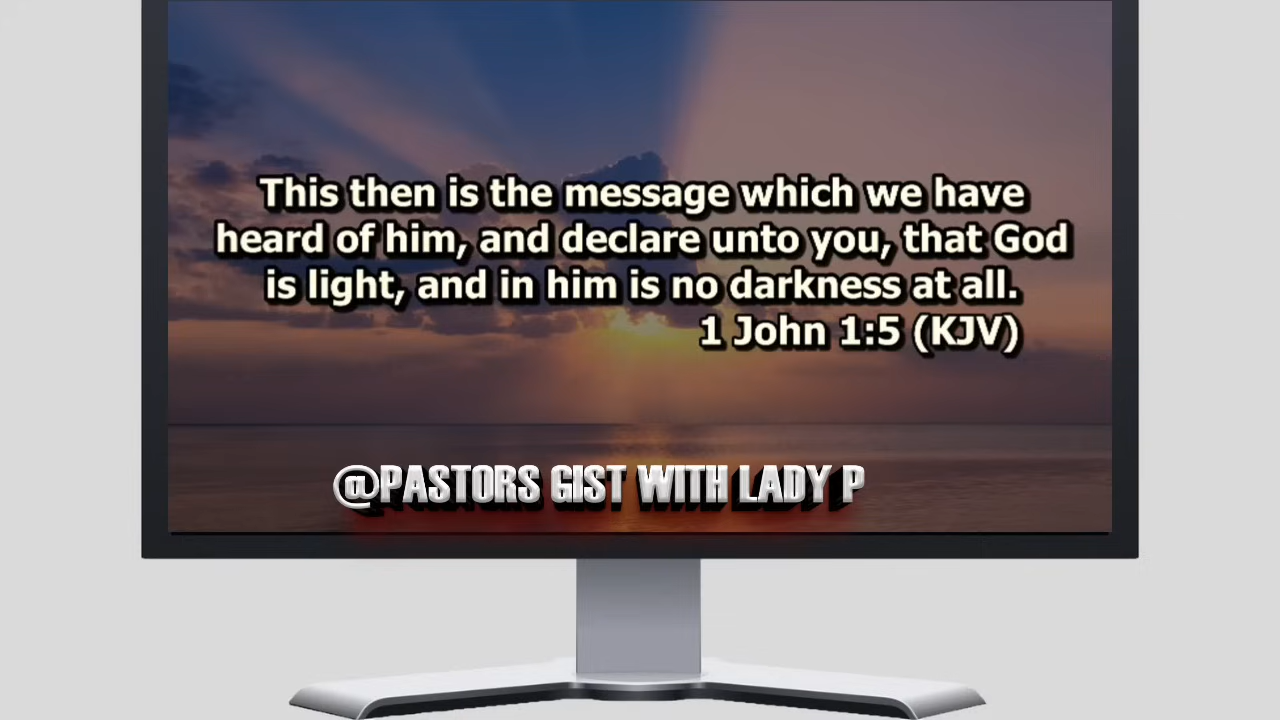 This then is the message which we have
heard of him, and declare unto you, that God
is light, and in him is no darkness at all.
1 John 1:5 (KJV)
@PASTORS GIST WITH LADY P